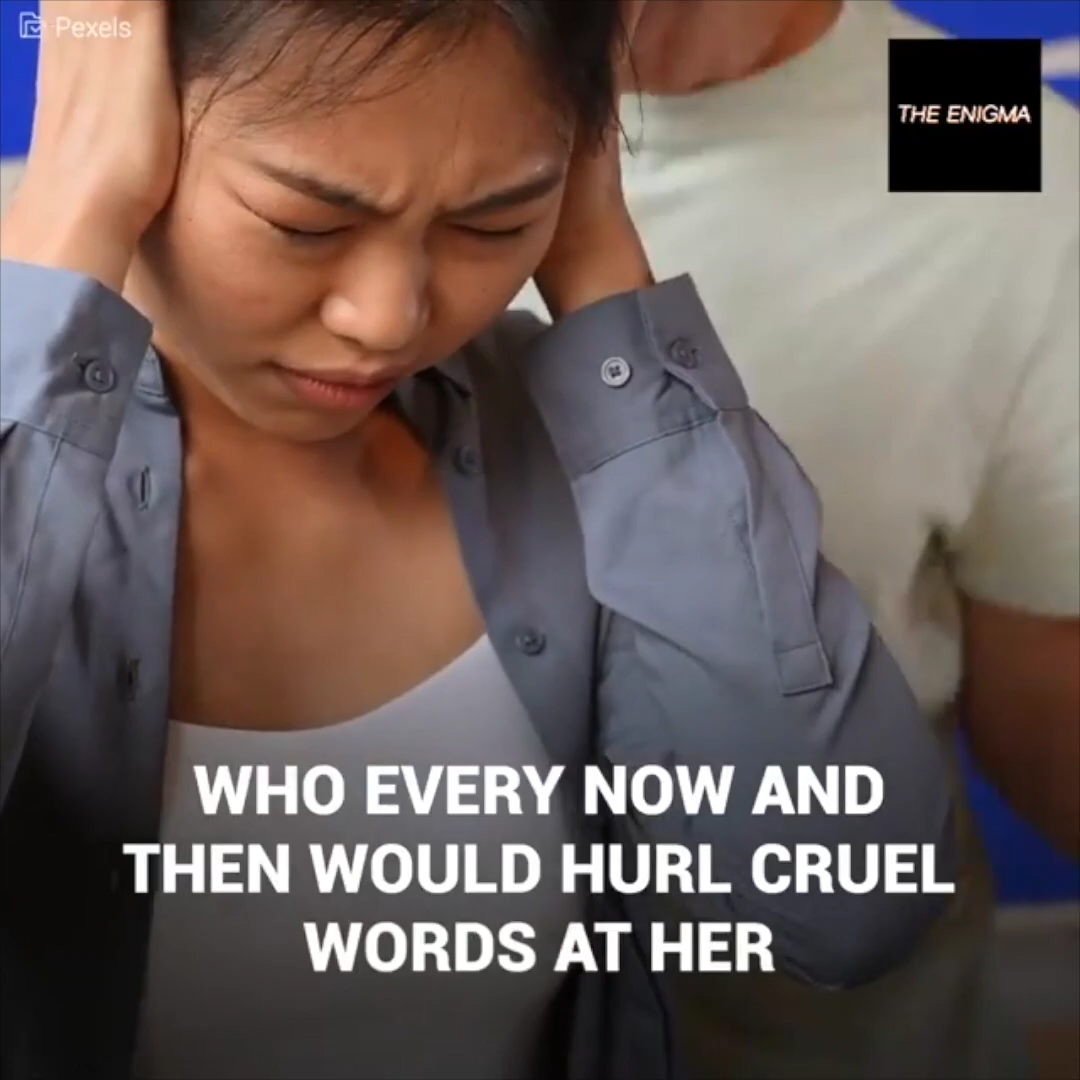 Pexels
THE ENIGMA
WHO EVERY NOW AND
THEN WOULD HURL CRUEL
WORDS AT HER